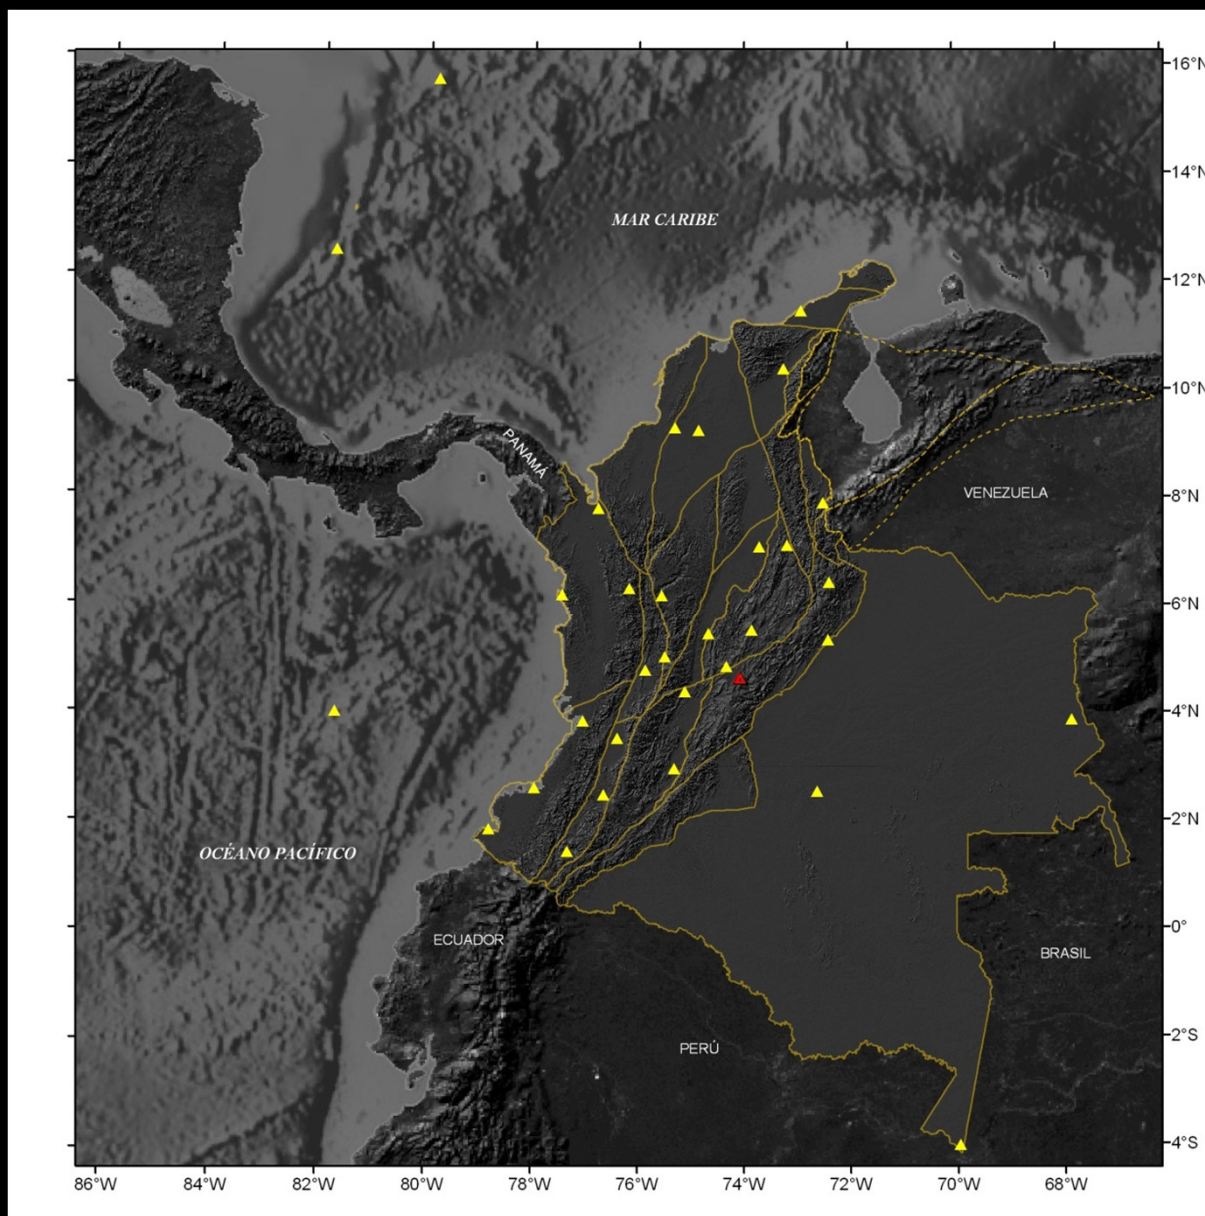 16°N
14°N
MAR CARIBE
12°N
10°N
PANAMÁ
VENEZUELA
8°N
6°N
4°N
2°N
OCÉANO PACÍFICO
0°
ECUADOR
BRASIL
2°S
PERÚ
4°S
86°W 84°W 82°W 80°W 78°W 76°W 74°W 72°W 70°W 68°W